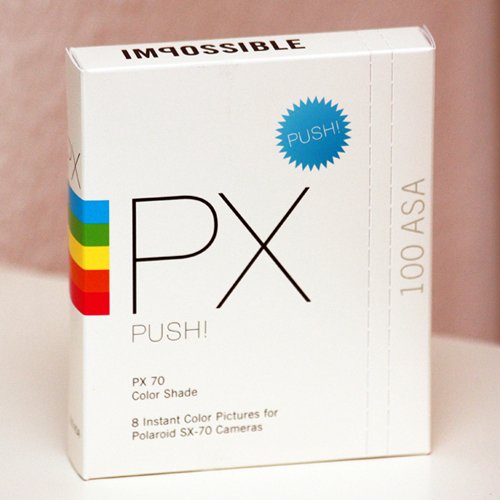 IMPOSSIBLE
PUSH!
PX
PX
100 ASA
PUSH!
PX 70
Color Shade
8 Instant Color Pictures for
Polaroid SX-70 Cameras